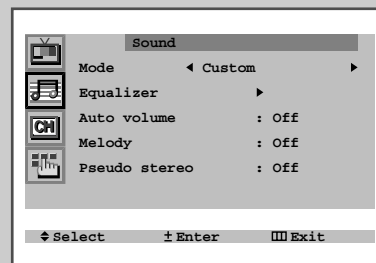 Sound
Mode ◀ Custom ▶
Equalizer ▶
Auto volume : Off
Melody : Off
Pseudo stereo : Off
CH
Select ± Enter Exit